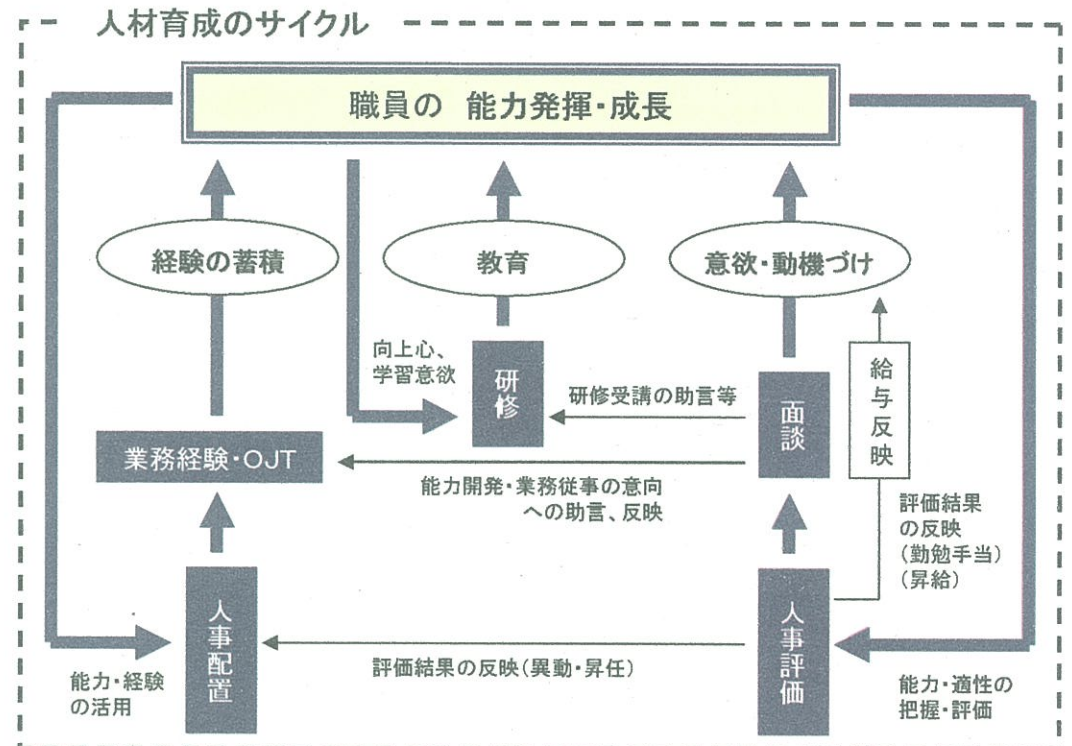 人材育成のサイクル
職員の 能力発揮・成長
経験の蓄積
教育
意欲・動機づけ
向上心、
学習意欲
研修
研修受講の助言等
面談
給与反映
業務経験・OJT
能力開発・業務従事の意向
への助言、反映
評価結果
の反映
(勤勉手当)
(昇給)
人事配置
人事評価
評価結果の反映(異動・昇任)
能力・経験
の活用
能力・適性の
把握・評価